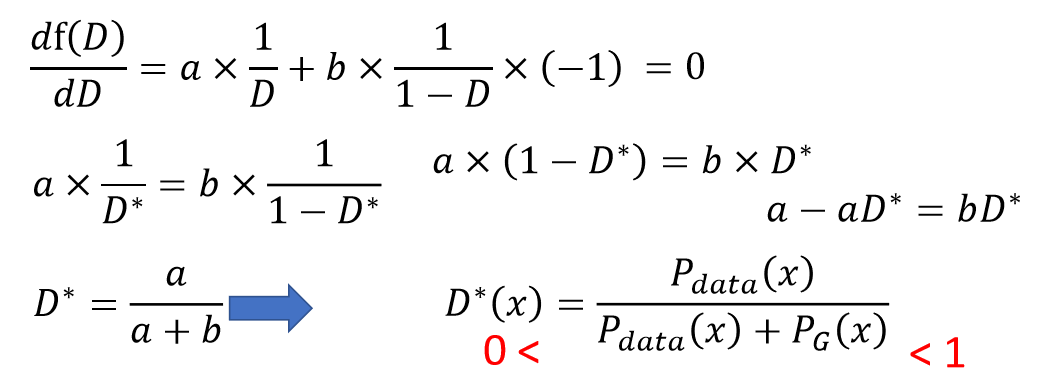 df(D)/dD = a × 1/D + b × 1/(1 − D) × (−1) = 0
a × 1/D* = b × 1/(1 − D*)
a × (1 − D*) = b × D*
a − aD* = bD*
D* = a/(a + b)
D*(x) = P_data(x)/(P_data(x) + P_G(x))
0 <
< 1